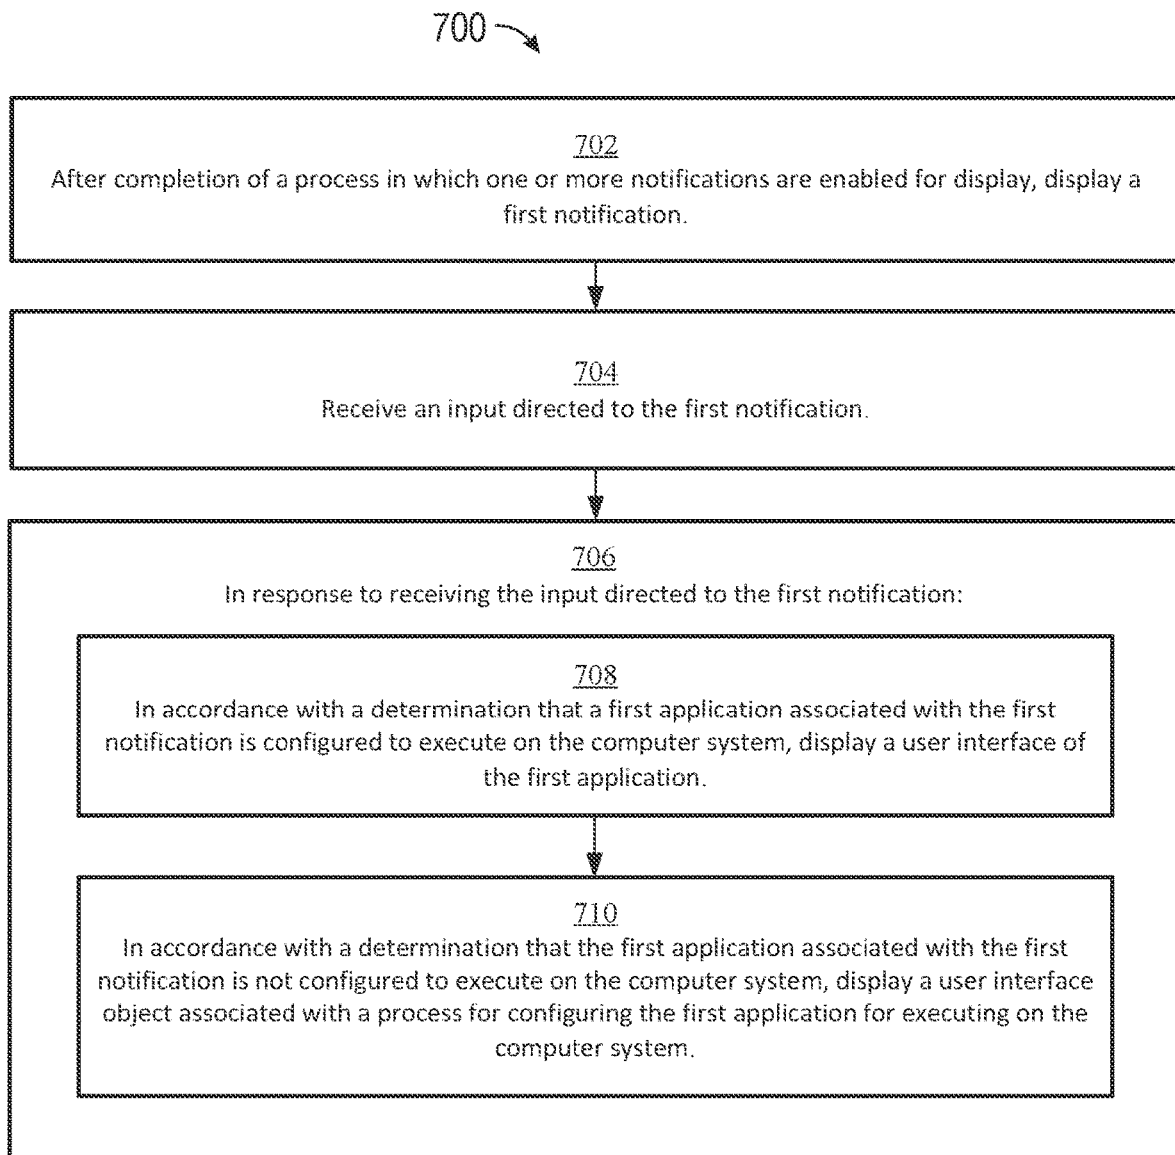 700
702
After completion of a process in which one or more notifications are enabled for display, display a
first notification.
704
Receive an input directed to the first notification.
706
In response to receiving the input directed to the first notification:
708
In accordance with a determination that a first application associated with the first
notification is configured to execute on the computer system, display a user interface of
the first application.
710
In accordance with a determination that the first application associated with the first
notification is not configured to execute on the computer system, display a user interface
object associated with a process for configuring the first application for executing on the
computer system.